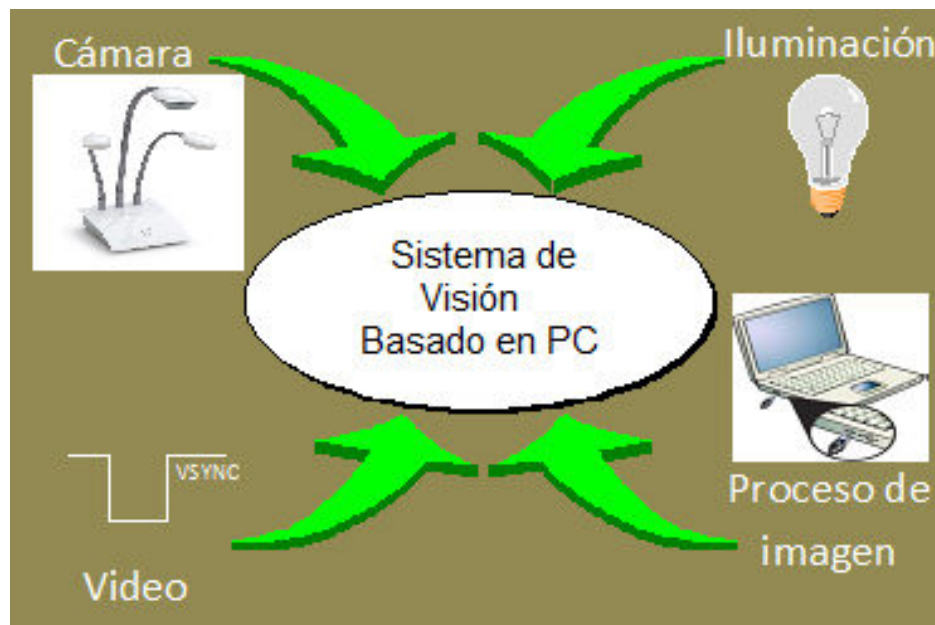 Cámara
Iluminación
Sistema de
Visión
Basado en PC
VSYNC
Video
Proceso de
imagen